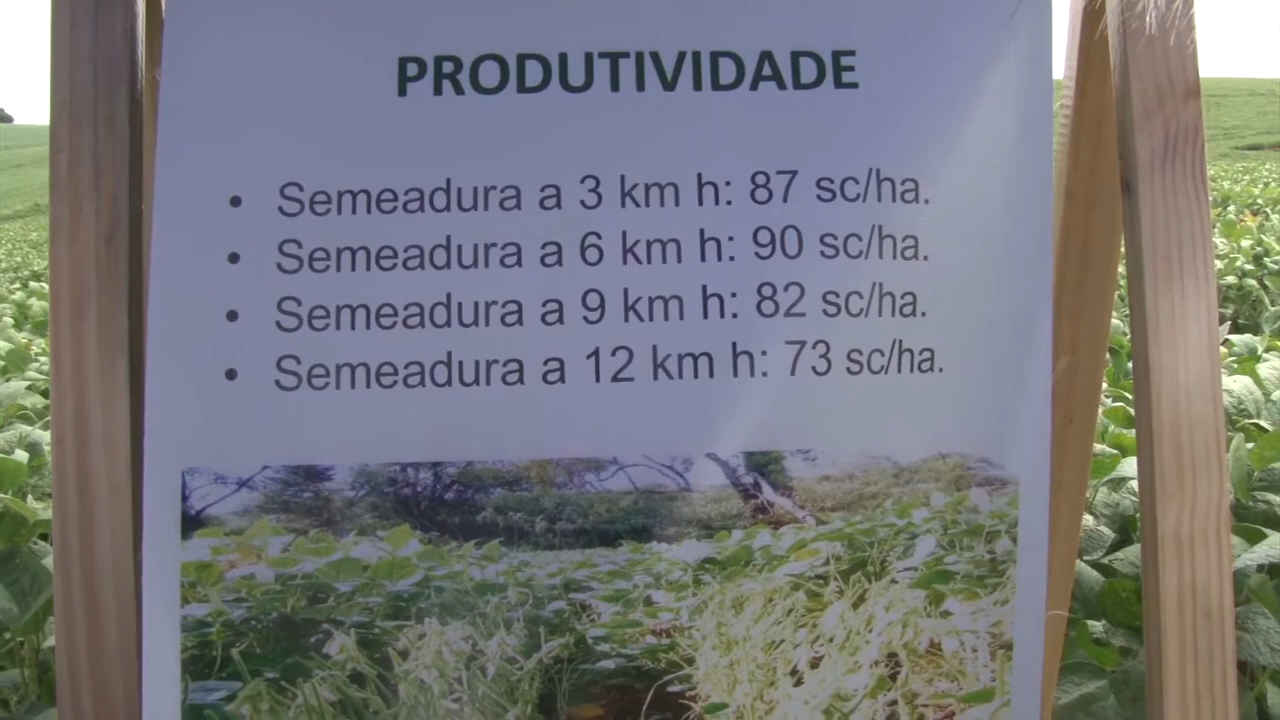 PRODUTIVIDADE
• Semeadura a 3 km h: 87 sc/ha.
• Semeadura a 6 km h: 90 sc/ha.
• Semeadura a 9 km h: 82 sc/ha.
• Semeadura a 12 km h: 73 sc/ha.